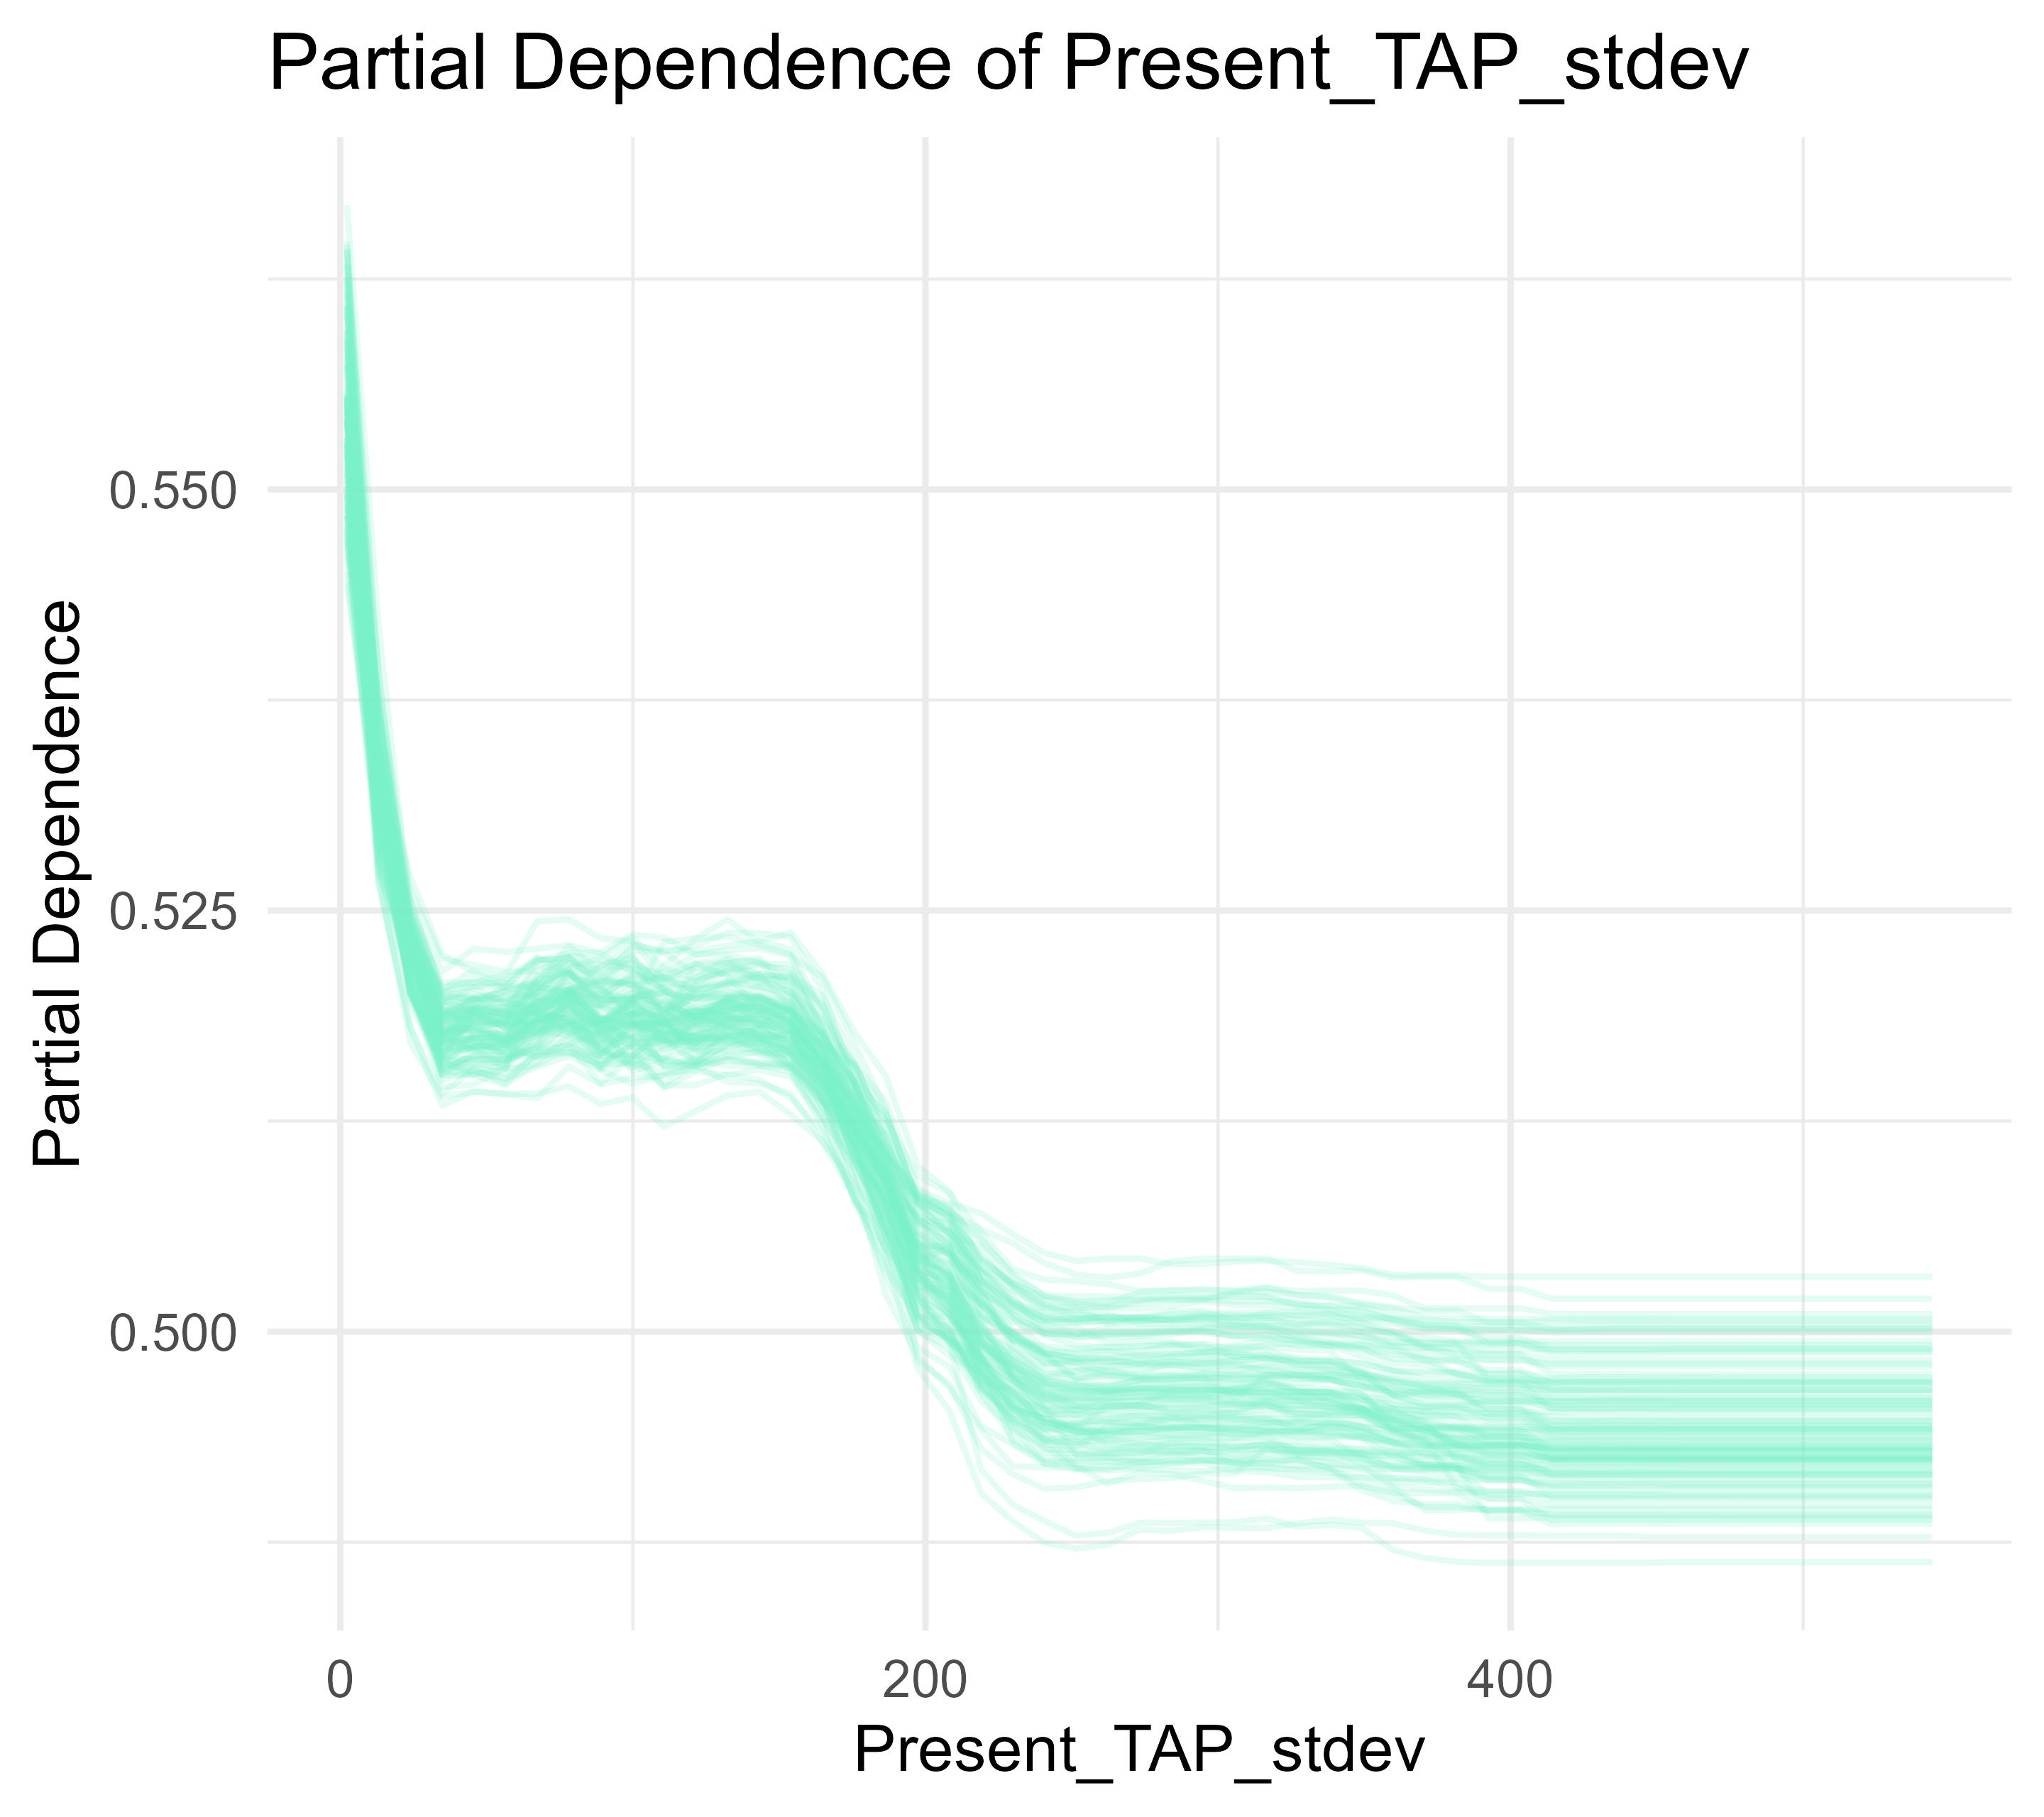 Partial Dependence of Present_TAP_stdev
Partial Dependence
0.550
0.525
0.500
0
200
400
Present_TAP_stdev